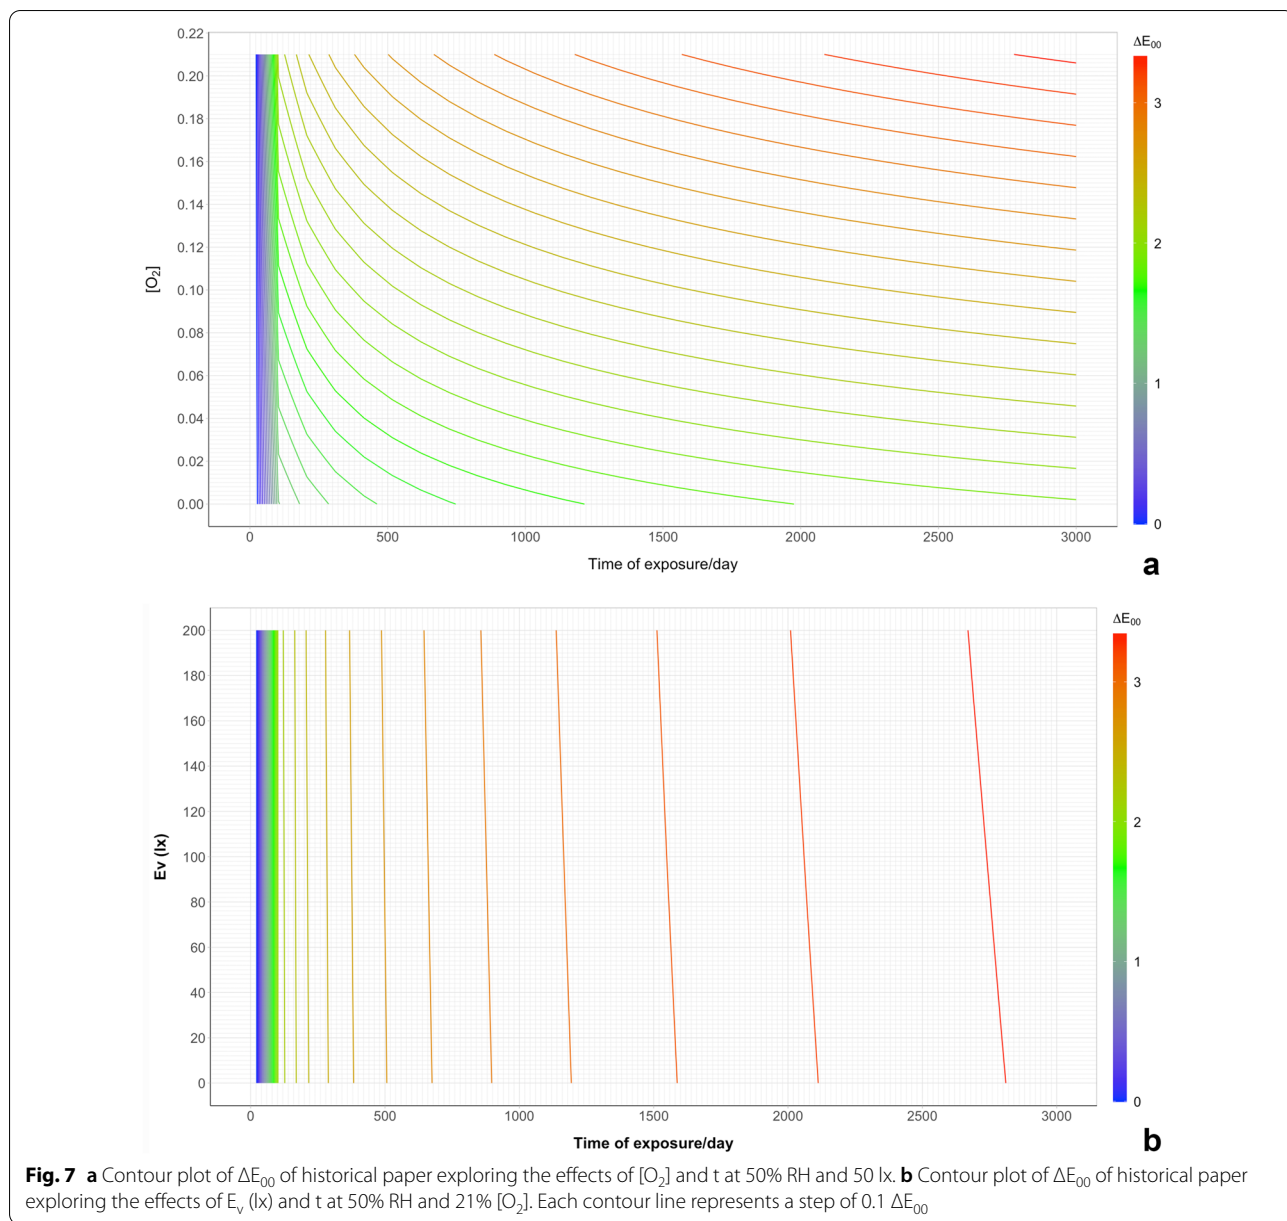 0.22
0.20
0.18
0.16
0.14
0.12
0.10
0.08
0.06
0.04
0.02
0.00
[O₂]
0 500 1000 1500 2000 2500 3000
Time of exposure/day
ΔE₀₀
3
2
1
0
a
200
180
160
140
120
100
80
60
40
20
0
Ev (lx)
0 500 1000 1500 2000 2500 3000
Time of exposure/day
ΔE₀₀
3
2
1
0
b
Fig. 7 a Contour plot of ΔE₀₀ of historical paper exploring the effects of [O₂] and t at 50% RH and 50 lx. b Contour plot of ΔE₀₀ of historical paper
exploring the effects of Eᵥ (lx) and t at 50% RH and 21% [O₂]. Each contour line represents a step of 0.1 ΔE₀₀